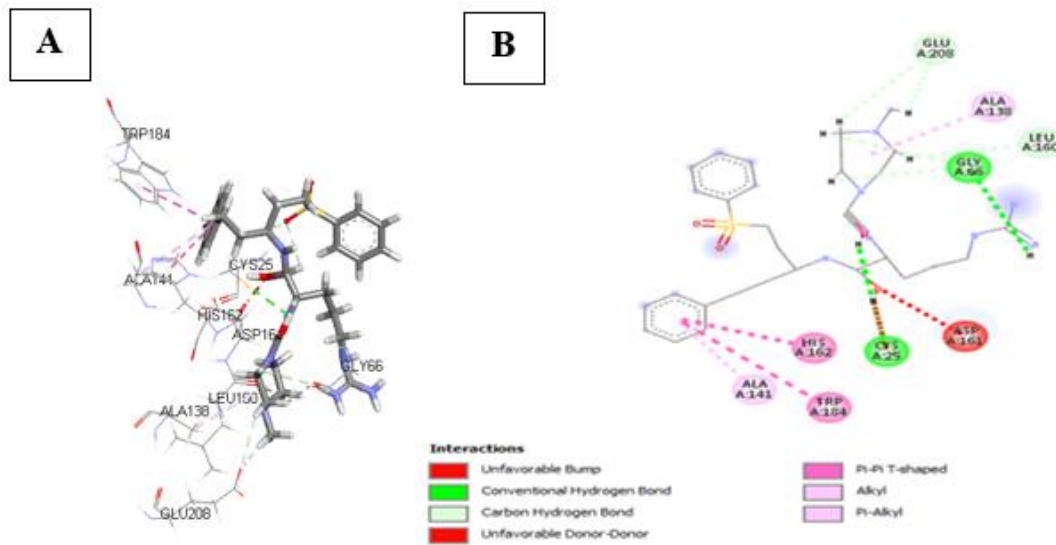 A
B
TRP184
CYS25
ALA141
HIS162
ASP16
GLY66
LEU160
ALA138
GLU208
GLU
A:208
ALA
A:138
LEU
A:160
GLY
A:66
HIS
A:162
CYS
A:25
ASP
A:161
ALA
A:141
TRP
A:184
H
H
H
H
H
H
H
H
O
O
S
Interactions
Unfavorable Bump
Conventional Hydrogen Bond
Carbon Hydrogen Bond
Unfavorable Donor-Donor
Pi-Pi T-shaped
Alkyl
Pi-Alkyl